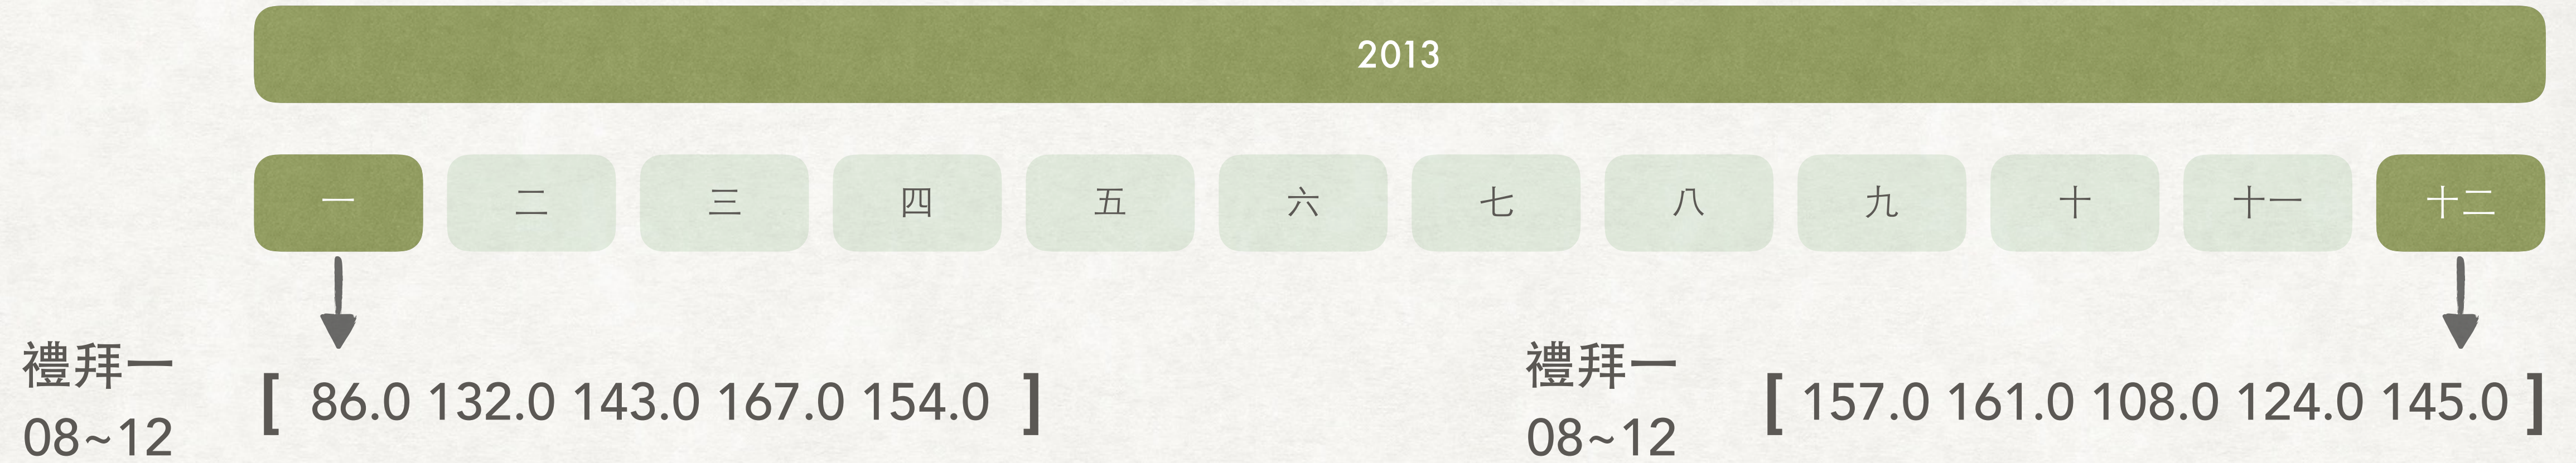 2013
一 二 三 四 五 六 七 八 九 十 十一 十二
禮拜一
08~12
[ 86.0 132.0 143.0 167.0 154.0 ]
禮拜一
08~12
[ 157.0 161.0 108.0 124.0 145.0 ]